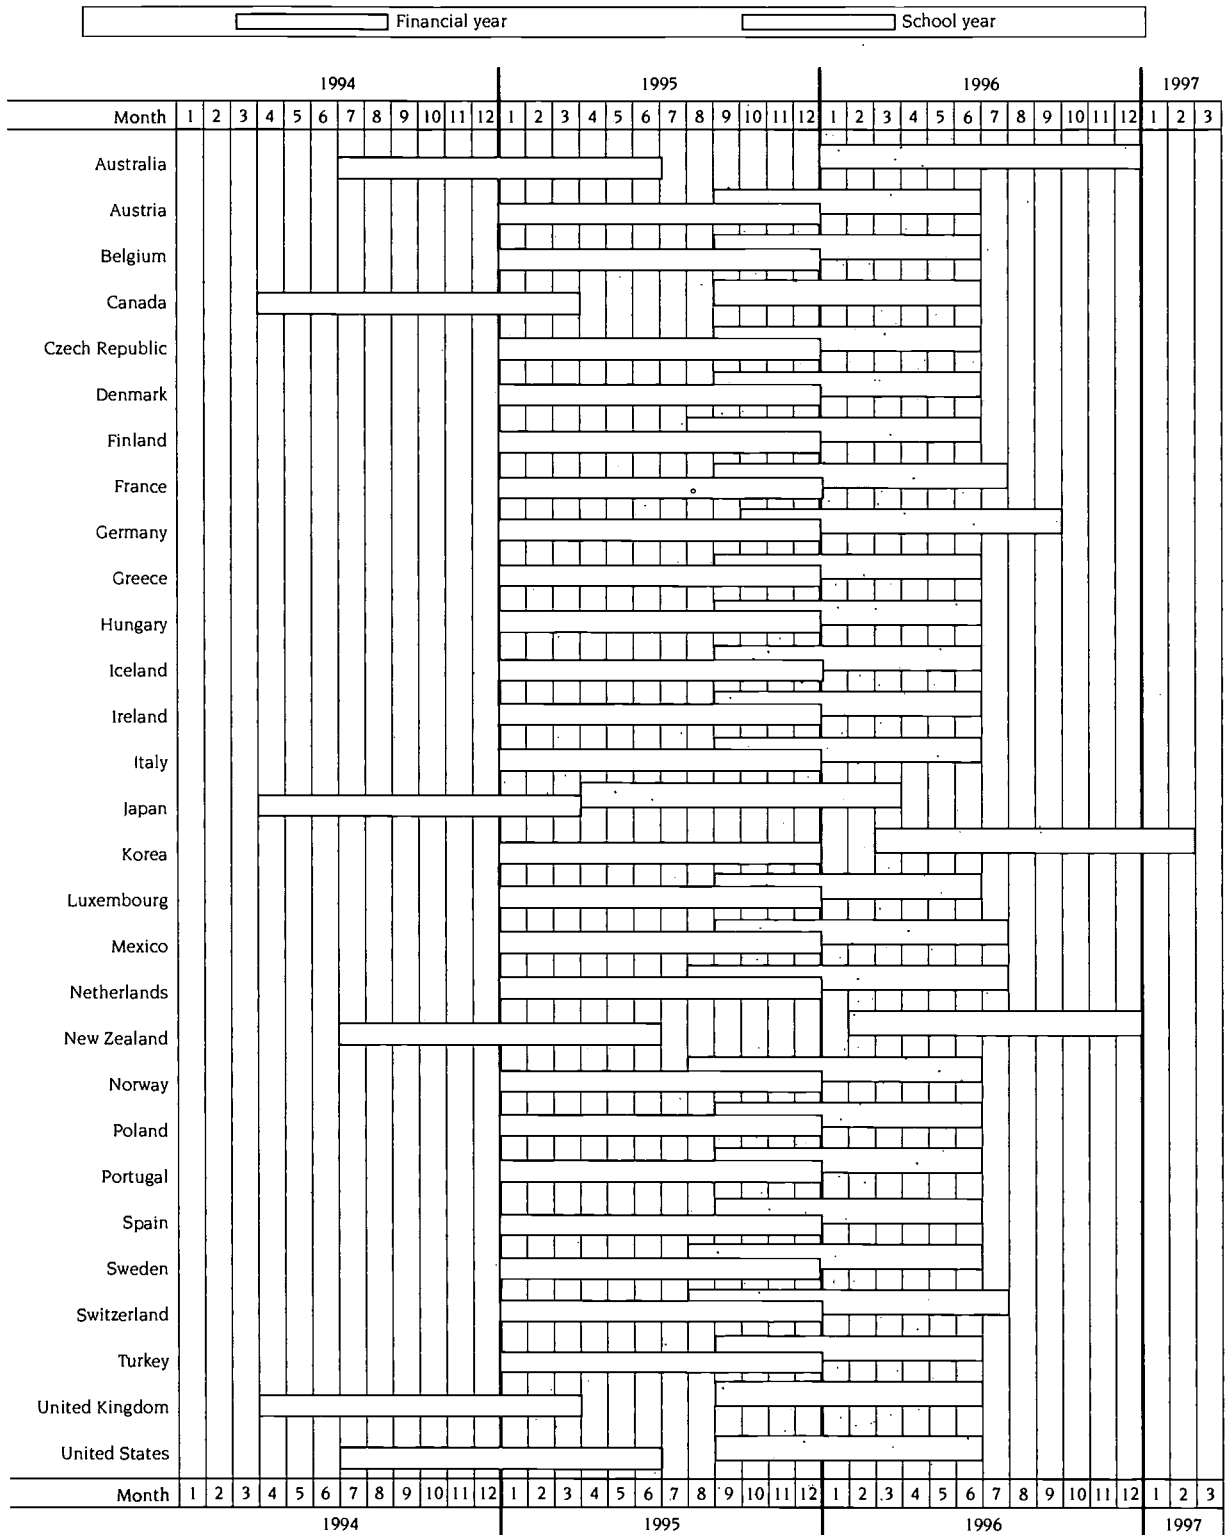 Financial year School year
1994 1995 1996 1997
Month 1 2 3 4 5 6 7 8 9 10 11 12 1 2 3 4 5 6 7 8 9 10 11 12 1 2 3 4 5 6 7 8 9 10 11 12 1 2 3
Australia
Austria
Belgium
Canada
Czech Republic
Denmark
Finland
France
Germany
Greece
Hungary
Iceland
Ireland
Italy
Japan
Korea
Luxembourg
Mexico
Netherlands
New Zealand
Norway
Poland
Portugal
Spain
Sweden
Switzerland
Turkey
United Kingdom
United States
Month 1 2 3 4 5 6 7 8 9 10 11 12 1 2 3 4 5 6 7 8 9 10 11 12 1 2 3 4 5 6 7 8 9 10 11 12 1 2 3
1994 1995 1996 1997